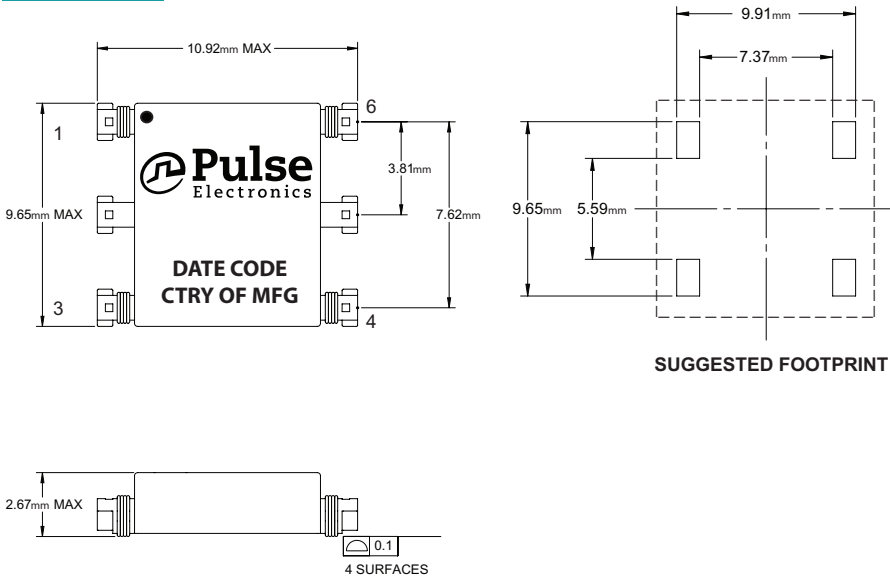 10.92mm MAX
1
6
Pulse
Electronics
3.81mm
9.65mm MAX
7.62mm
DATE CODE
CTRY OF MFG
3
4
9.91mm
7.37mm
9.65mm
5.59mm
SUGGESTED FOOTPRINT
2.67mm MAX
0.1
4 SURFACES